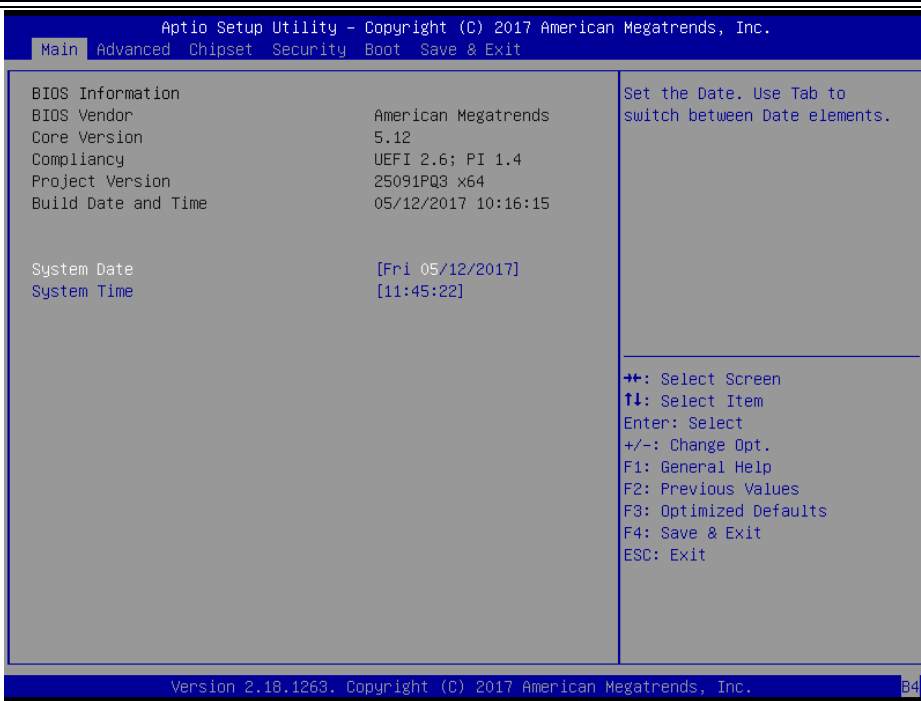 Aptio Setup Utility – Copyright (C) 2017 American Megatrends, Inc.
Main Advanced Chipset Security Boot Save & Exit
BIOS Information
BIOS Vendor American Megatrends
Core Version 5.12
Compliancy UEFI 2.6; PI 1.4
Project Version 25091PQ3 x64
Build Date and Time 05/12/2017 10:16:15
System Date [Fri 05/12/2017]
System Time [11:45:22]
Set the Date. Use Tab to
switch between Date elements.
→←: Select Screen
↑↓: Select Item
Enter: Select
+/-: Change Opt.
F1: General Help
F2: Previous Values
F3: Optimized Defaults
F4: Save & Exit
ESC: Exit
Version 2.18.1263. Copyright (C) 2017 American Megatrends, Inc.
B4